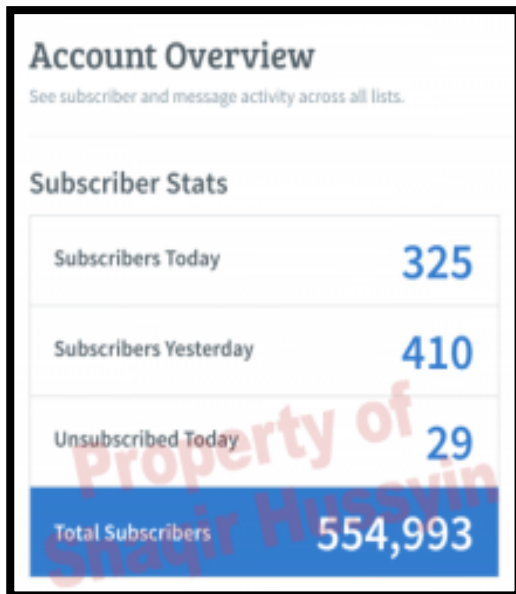 Account Overview
See subscriber and message activity across all lists.
Subscriber Stats
Subscribers Today 325
Subscribers Yesterday 410
Unsubscribed Today 29
Total Subscribers 554,993
Property of
Shaqir Hussyin